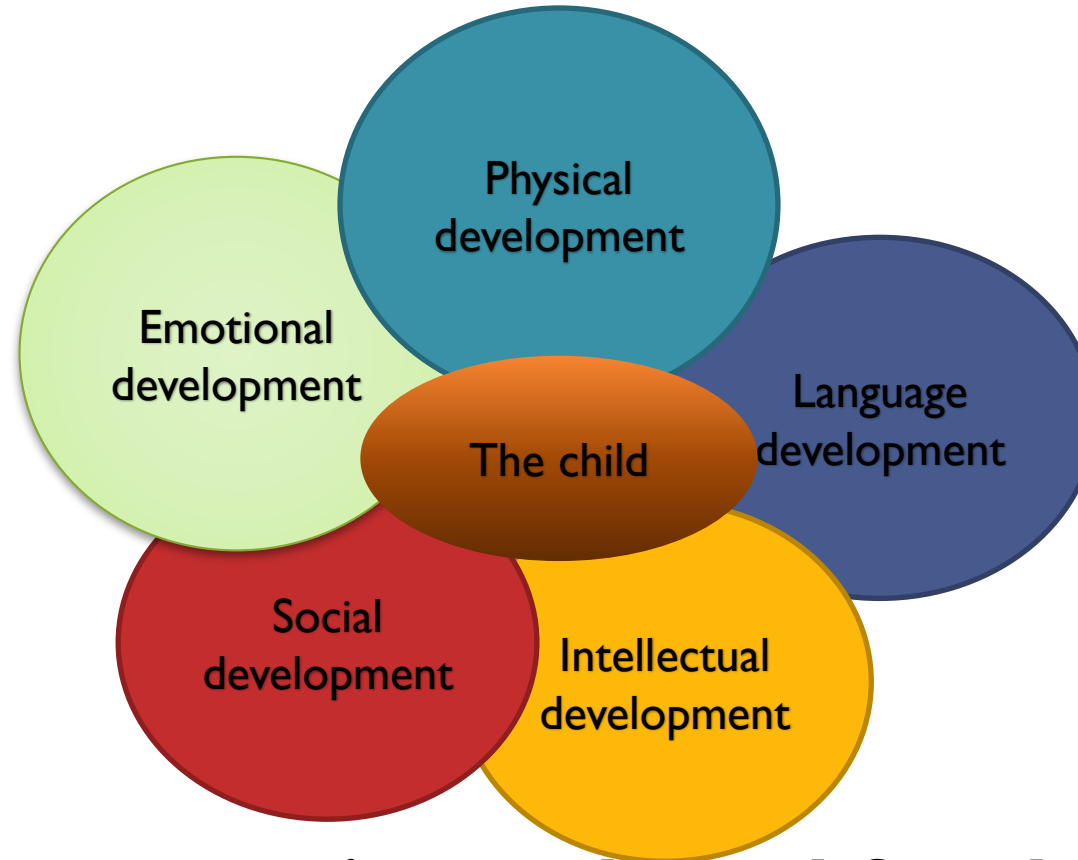 Physical
development
Emotional
development
Language
development
The child
Social
development
Intellectual
development